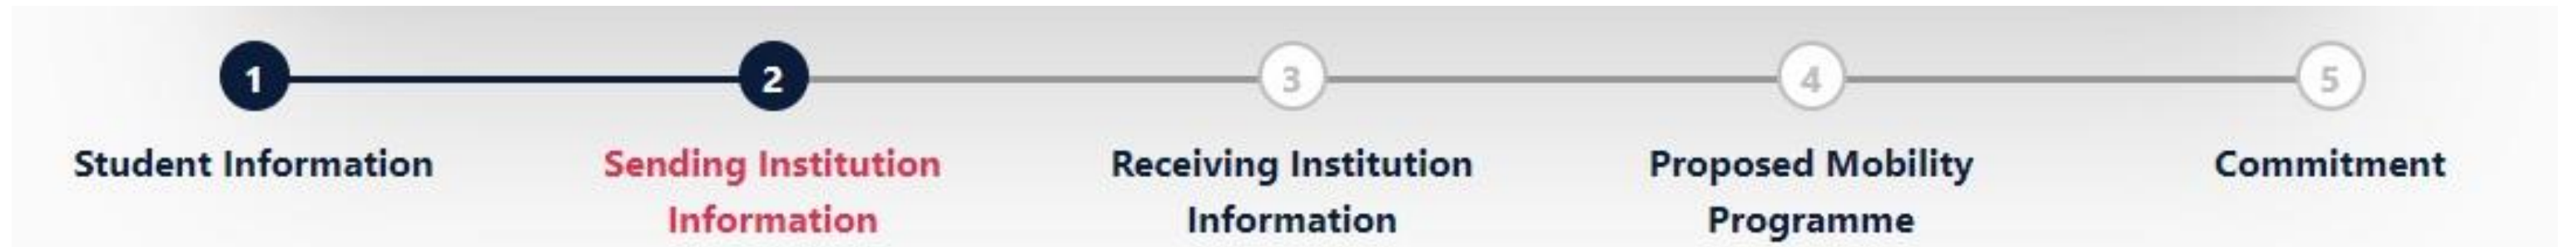 1 2 3 4 5
Student Information Sending Institution Receiving Institution Proposed Mobility Commitment
Information Information Programme